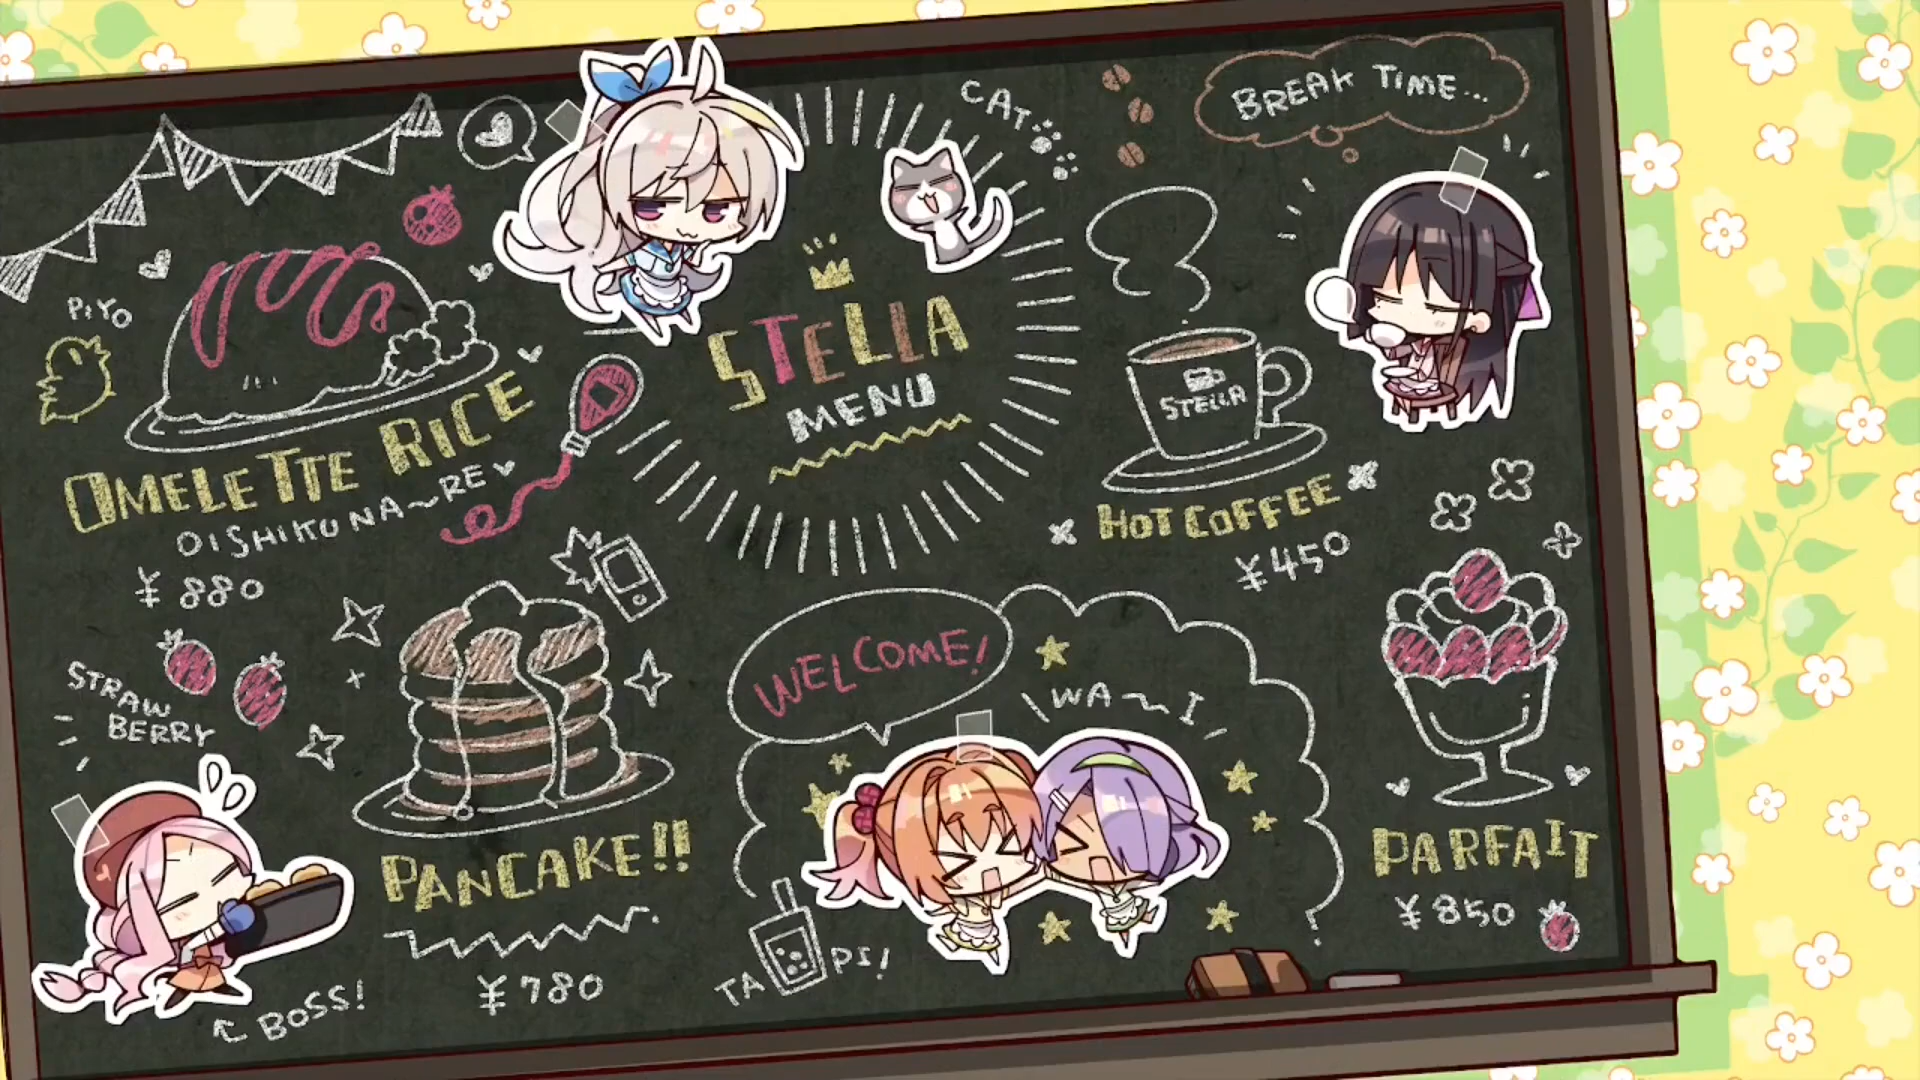 CAT
BREAK TIME...
PiYO
STELLA
MENU
STELLA
OMELETTE RICE
OISHIKUNA~RE♥
¥880
HOT COFFEE
¥450
STRAW
BERRY
WELCOME!
\WA~I
PANCAKE!!
¥780
BOSS!
TA PI!
PARFAIT
¥850